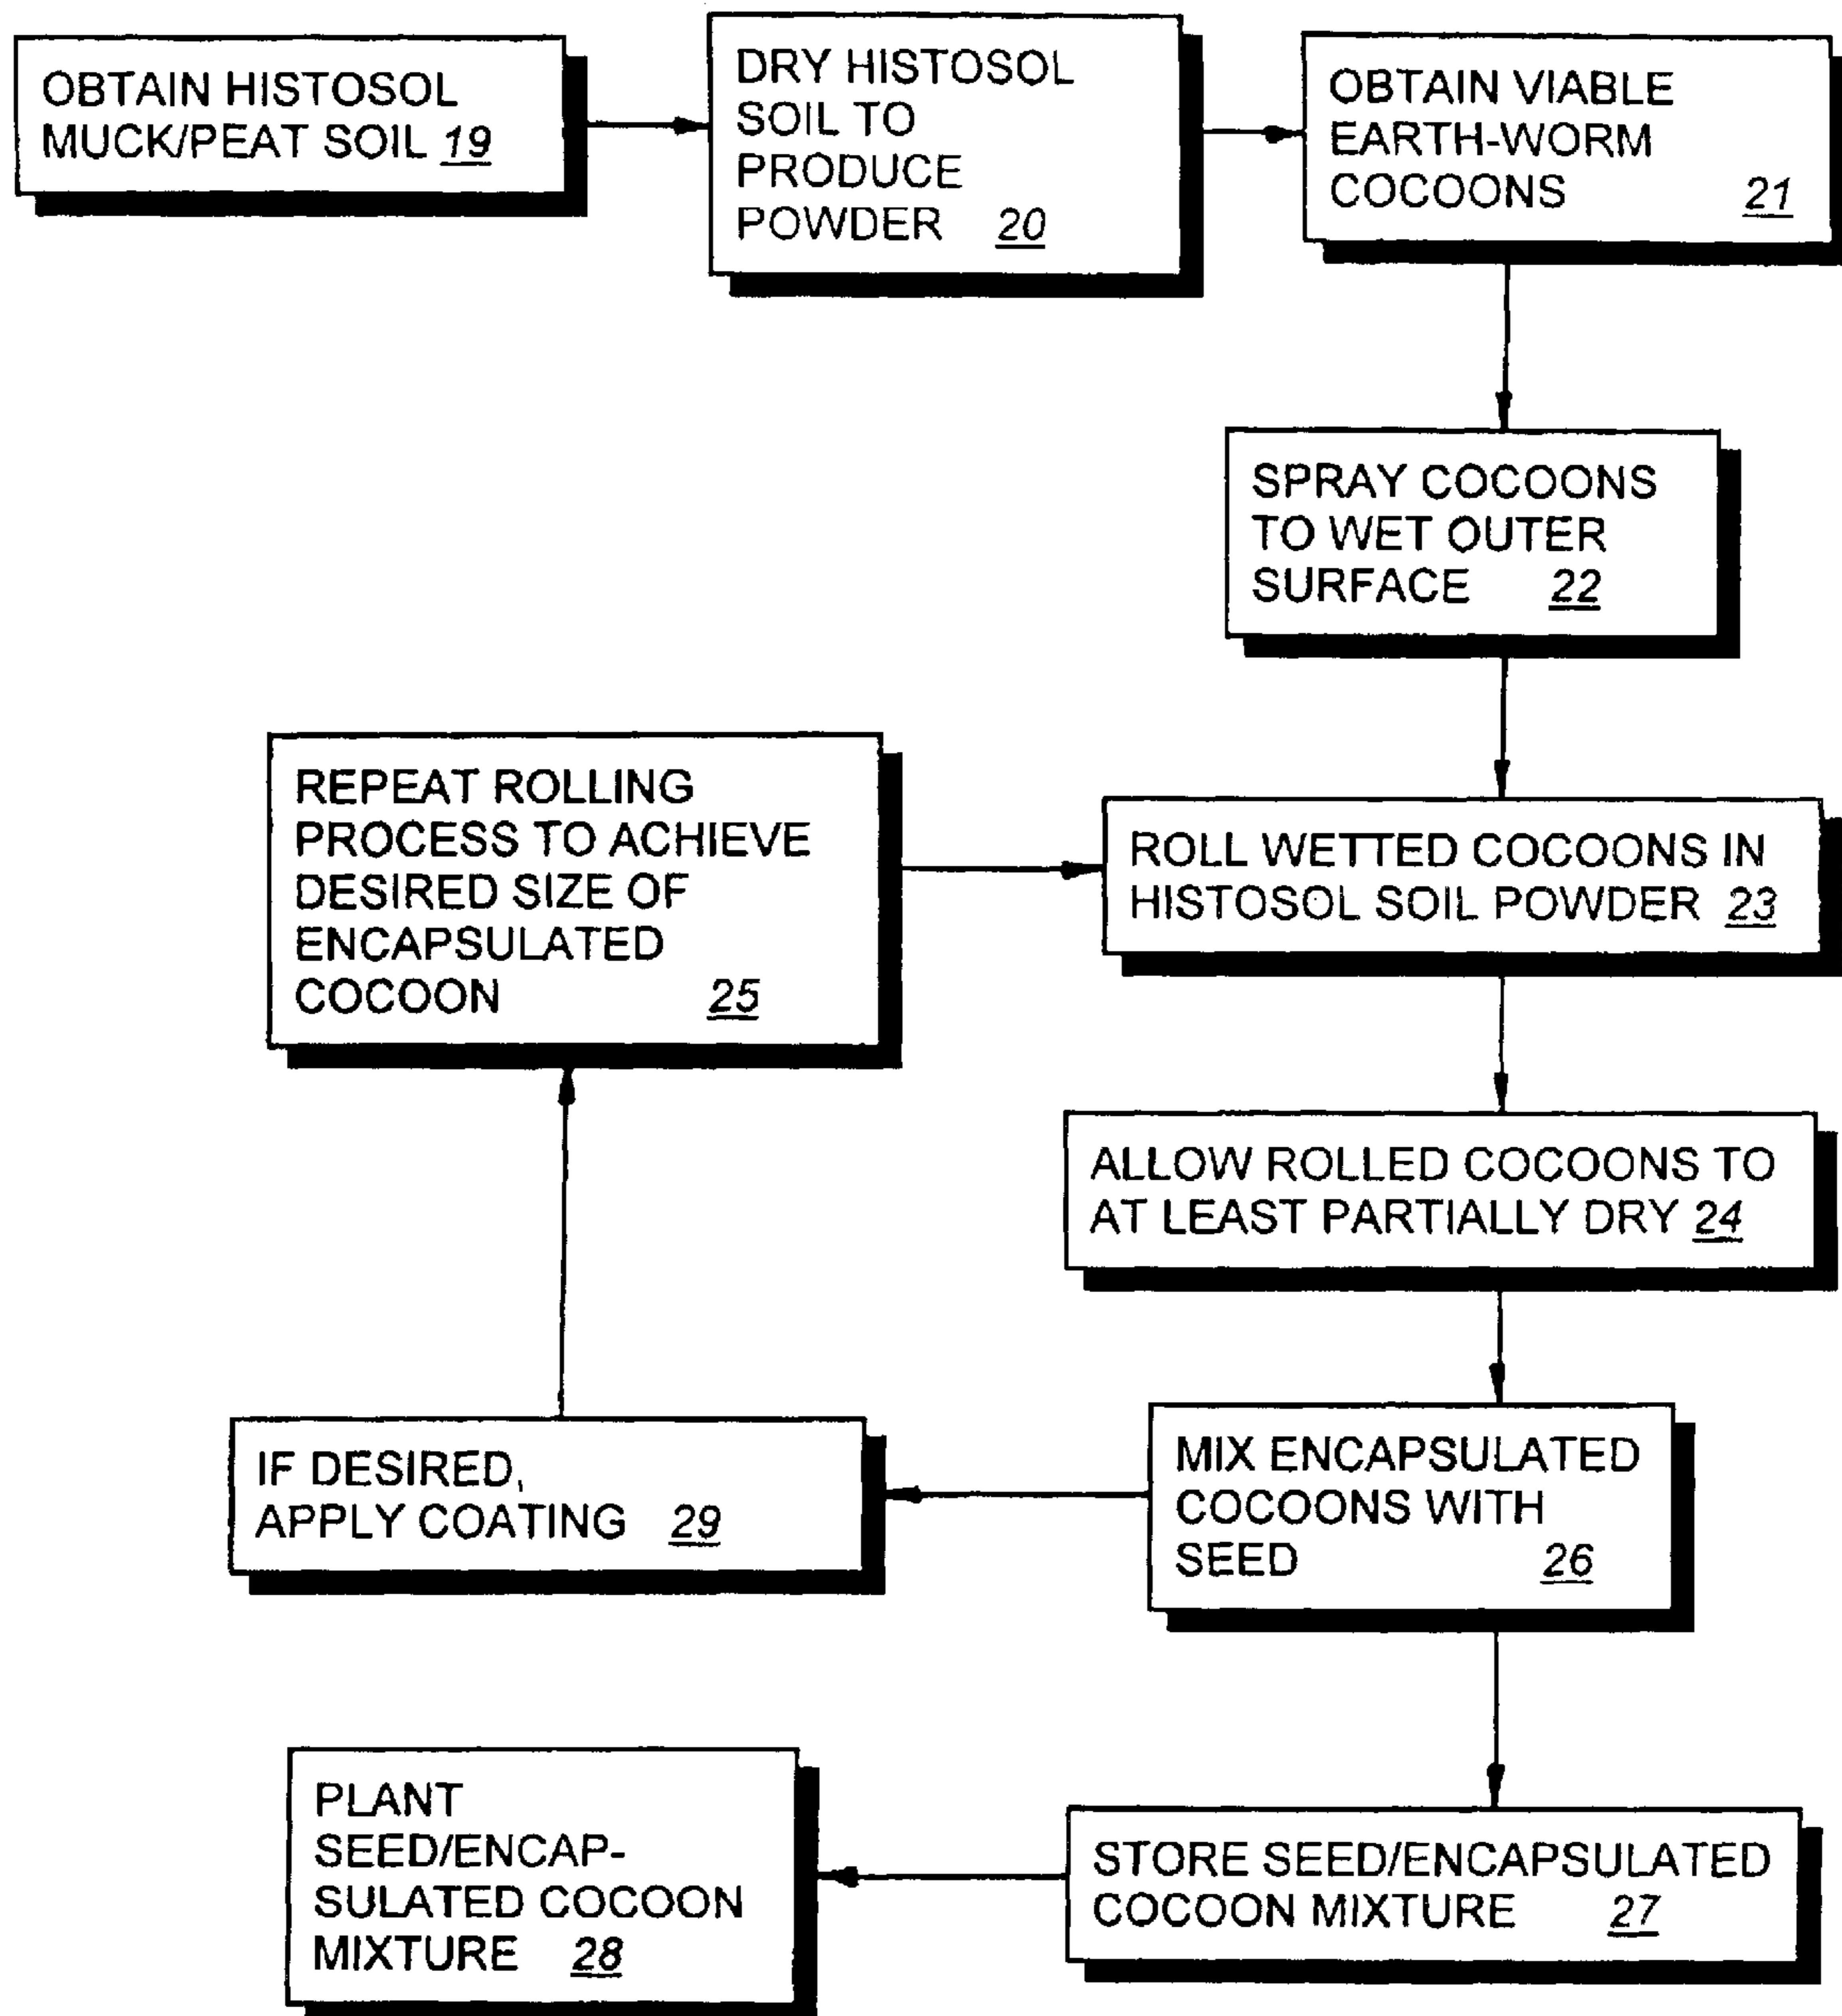 OBTAIN HISTOSOL
MUCK/PEAT SOIL 19
DRY HISTOSOL
SOIL TO
PRODUCE
POWDER 20
OBTAIN VIABLE
EARTH-WORM
COCOONS 21
SPRAY COCOONS
TO WET OUTER
SURFACE 22
REPEAT ROLLING
PROCESS TO ACHIEVE
DESIRED SIZE OF
ENCAPSULATED
COCOON 25
ROLL WETTED COCOONS IN
HISTOSOL SOIL POWDER 23
ALLOW ROLLED COCOONS TO
AT LEAST PARTIALLY DRY 24
IF DESIRED,
APPLY COATING 29
MIX ENCAPSULATED
COCOONS WITH
SEED 26
PLANT
SEED/ENCAP-
SULATED COCOON
MIXTURE 28
STORE SEED/ENCAPSULATED
COCOON MIXTURE 27